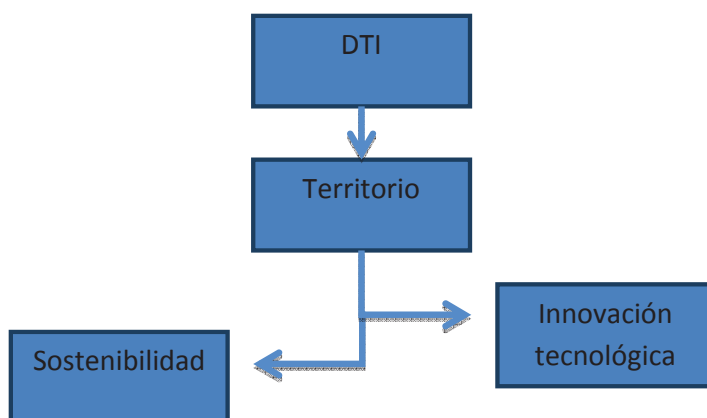 DTI
Territorio
Innovación
tecnológica
Sostenibilidad